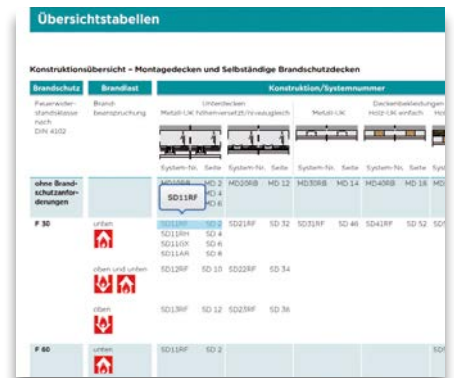 Übersichtstabellen
Konstruktionsübersicht – Montagedecken und Selbständige Brandschutzdecken
Brandschutz Brandlast Konstruktion/Systemnummer
Feuerwider-
standsklasse
nach
DIN 4102
Brand-
beanspruchung
Unterdecken
Metall-UK höhenversetzt/niveaugleich
Deckenbekleidungen
Metall-UK Holz-UK einfach
System-Nr. Seite System-Nr. Seite System-Nr. Seite System-Nr. Seite
ohne Brand-
schutzanfor-
derungen
MD 2 MD20RB MD 12 MD30RB MD 14 MD40RB MD 16
MD 4
MD 6
SD11RF
F 30 unten SD11RF SD 2 SD21RF SD 32 SD31RF SD 46 SD41RF SD 52
SD11RH SD 4
SD11GX SD 6
SD11AR SD 8
oben und unten SD12RF SD 10 SD22RF SD 34
oben SD13RF SD 12 SD23RF SD 36
F 60 unten SD11RF SD 2